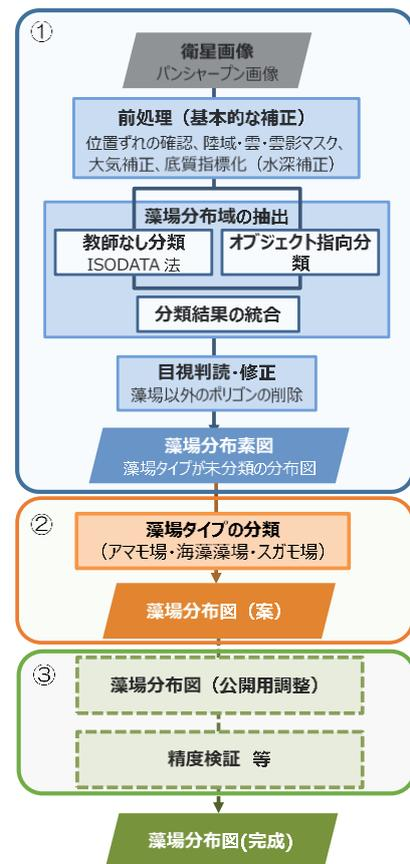 ①
衛星画像
パンシャープン画像
前処理（基本的な補正）
位置ずれの確認、陸域・雲・雲影マスク、
大気補正、底質指標化（水深補正）
藻場分布域の抽出
教師なし分類
ISODATA 法
オブジェクト指向分
類
分類結果の統合
目視判読・修正
藻場以外のポリゴンの削除
藻場分布素図
藻場タイプが未分類の分布図
②
藻場タイプの分類
（アマモ場・海藻藻場・スガモ場）
藻場分布図（案）
③
藻場分布図（公開用調整）
精度検証 等
藻場分布図(完成)